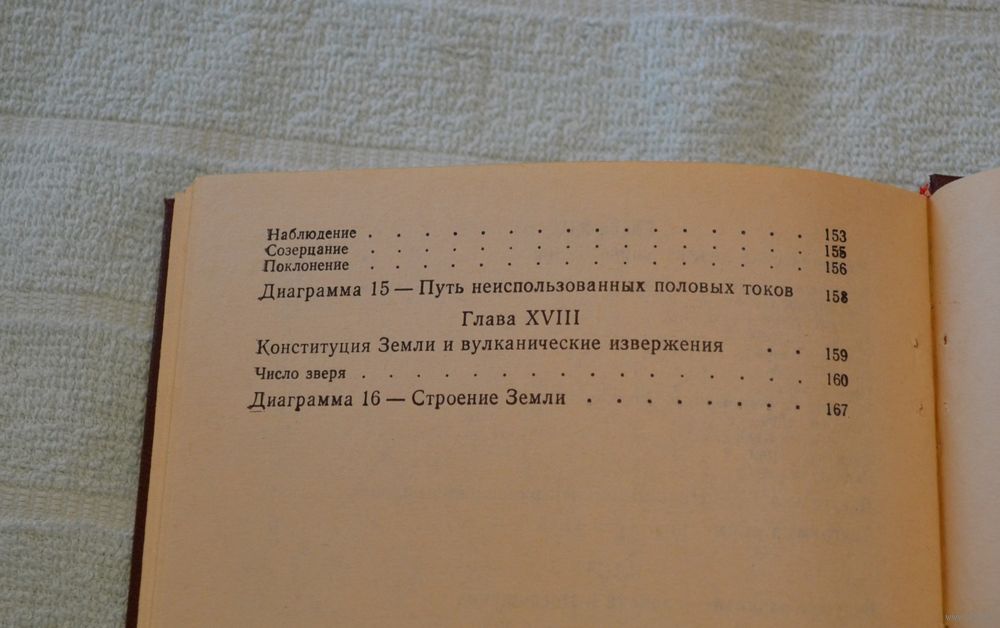 Наблюдение . . . . . . . . . . . . . . . . 153
Созерцание . . . . . . . . . . . . . . . . 155
Поклонение . . . . . . . . . . . . . . . . 156
Диаграмма 15 — Путь неиспользованных половых токов 158
Глава XVIII
Конституция Земли и вулканические извержения . . 159
Число зверя . . . . . . . . . . . . . . . . 160
Диаграмма 16 — Строение Земли . . . . . . . . 167